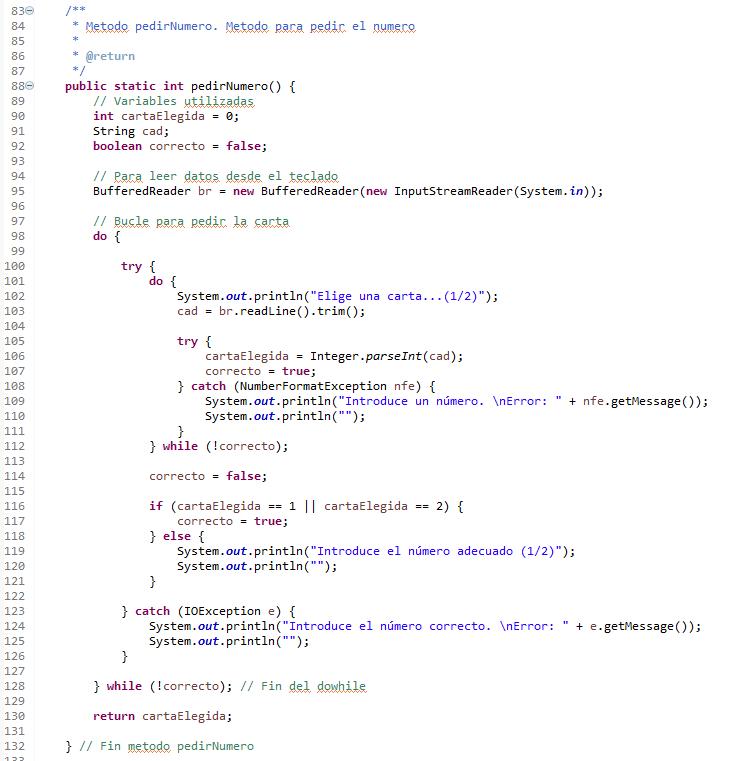 83 /**
84 * Metodo pedirNumero. Metodo para pedir el numero
85 *
86 * @return
87 */
88 public static int pedirNumero() {
89 // Variables utilizadas
90 int cartaElegida = 0;
91 String cad;
92 boolean correcto = false;
93
94 // Para leer datos desde el teclado
95 BufferedReader br = new BufferedReader(new InputStreamReader(System.in));
96
97 // Bucle para pedir la carta
98 do {
99
100 try {
101 do {
102 System.out.println("Elige una carta...(1/2)");
103 cad = br.readLine().trim();
104
105 try {
106 cartaElegida = Integer.parseInt(cad);
107 correcto = true;
108 } catch (NumberFormatException nfe) {
109 System.out.println("Introduce un número. \nError: " + nfe.getMessage());
110 System.out.println("");
111 }
112 } while (!correcto);
113
114 correcto = false;
115
116 if (cartaElegida == 1 || cartaElegida == 2) {
117 correcto = true;
118 } else {
119 System.out.println("Introduce el número adecuado (1/2)");
120 System.out.println("");
121 }
122
123 } catch (IOException e) {
124 System.out.println("Introduce el número correcto. \nError: " + e.getMessage());
125 System.out.println("");
126 }
127
128 } while (!correcto); // Fin del dowhile
129
130 return cartaElegida;
131
132 } // Fin metodo pedirNumero
133